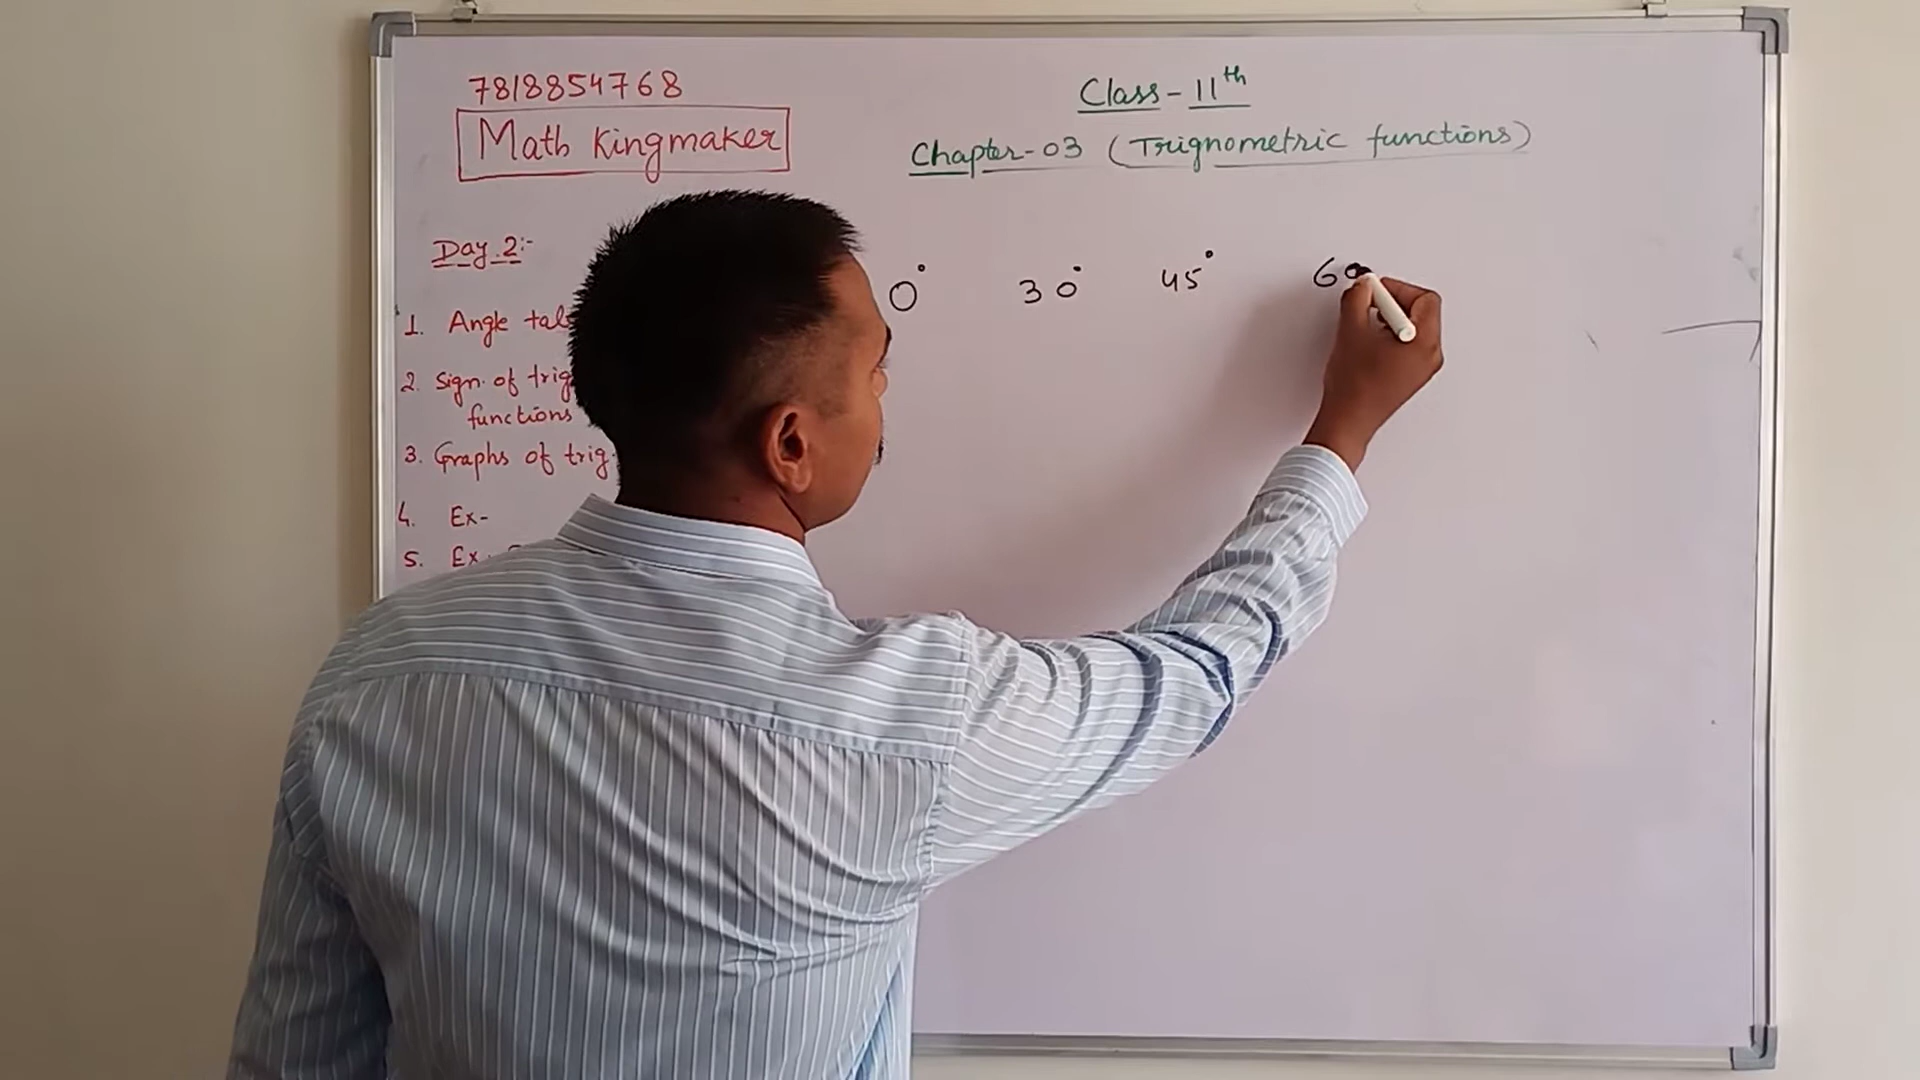 7818854768
Math Kingmaker
Class-11th
Chapter-03 (Trignometric functions)
Day.2:-
0° 30° 45° 60
1. Angle
2. Sign. of trig
functions
3. Graphs of trig.
4. Ex-
5. Ex.